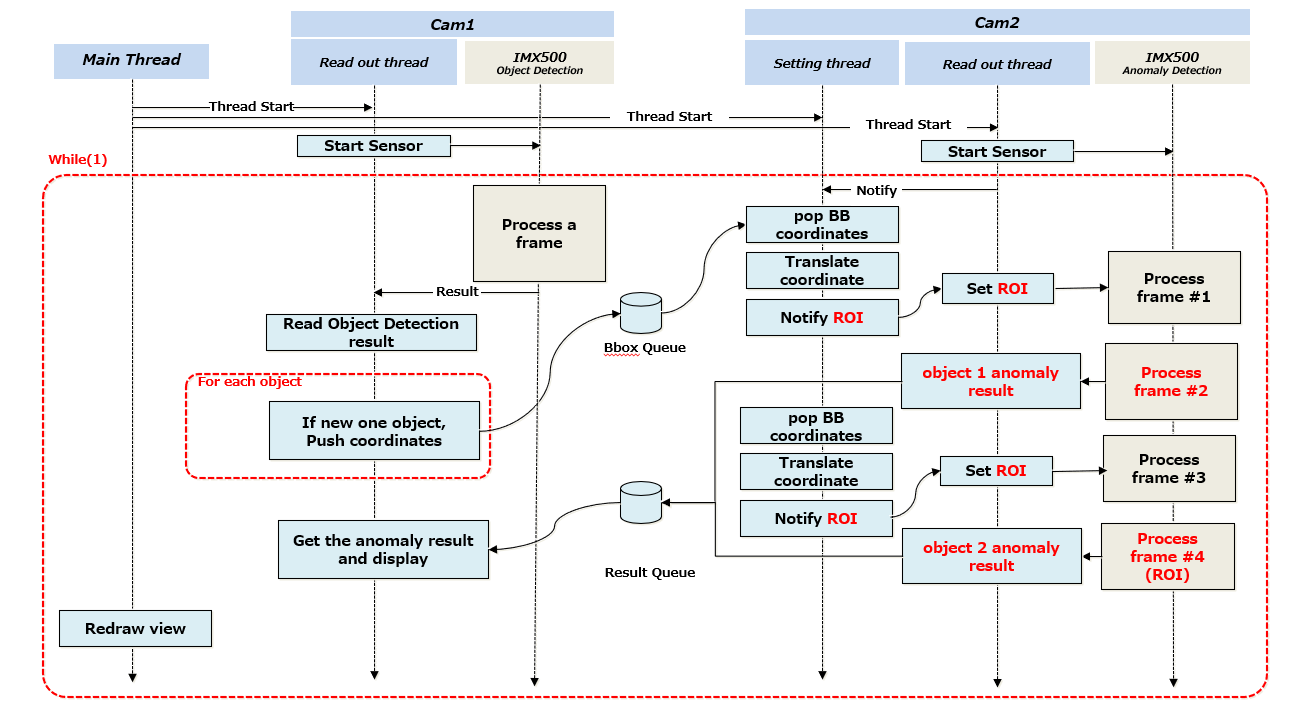 Cam1
Cam2
Main Thread
Read out thread
IMX500
Object Detection
Setting thread
Read out thread
IMX500
Anomaly Detection
Thread Start
Thread Start
Thread Start
Start Sensor
Start Sensor
While(1)
Notify
Process a
frame
pop BB
coordinates
Translate
coordinate
Notify ROI
Set ROI
Process
frame #1
Result
Read Object Detection
result
Bbox Queue
For each object
If new one object,
Push coordinates
object 1 anomaly
result
Process
frame #2
pop BB
coordinates
Translate
coordinate
Notify ROI
Set ROI
Process
frame #3
Get the anomaly result
and display
Result Queue
object 2 anomaly
result
Process
frame #4
(ROI)
Redraw view